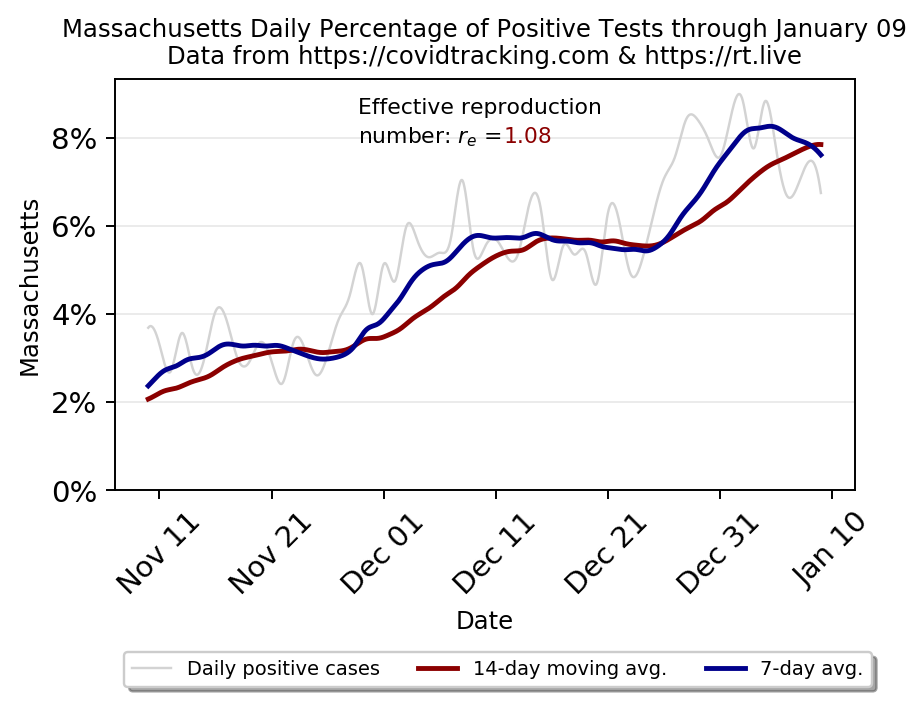 Massachusetts Daily Percentage of Positive Tests through January 09
Data from https://covidtracking.com & https://rt.live
Effective reproduction
number: r_e =1.08
Massachusetts
8%
6%
4%
2%
0%
Nov 11
Nov 21
Dec 01
Dec 11
Dec 21
Dec 31
Jan 10
Date
Daily positive cases
14-day moving avg.
7-day avg.